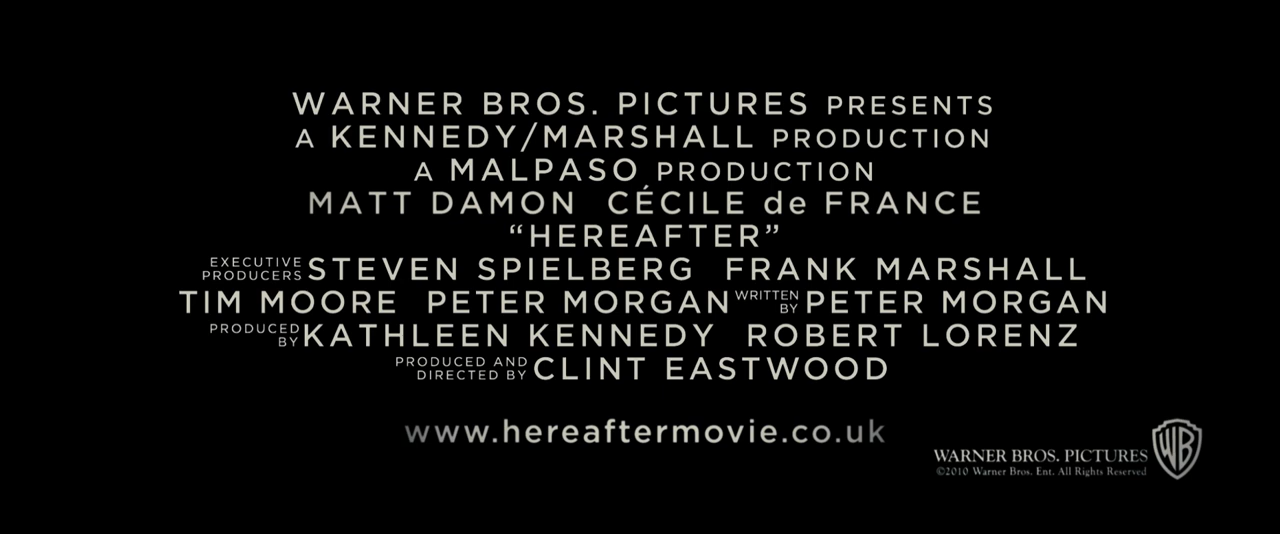 WARNER BROS. PICTURES PRESENTS
A KENNEDY/MARSHALL PRODUCTION
A MALPASO PRODUCTION
MATT DAMON CÉCILE de FRANCE
“HEREAFTER”
EXECUTIVE PRODUCERS STEVEN SPIELBERG FRANK MARSHALL
TIM MOORE PETER MORGAN WRITTEN BY PETER MORGAN
PRODUCED BY KATHLEEN KENNEDY ROBERT LORENZ
PRODUCED AND DIRECTED BY CLINT EASTWOOD
www.hereaftermovie.co.uk
WARNER BROS. PICTURES WB
©2010 Warner Bros. Ent. All Rights Reserved